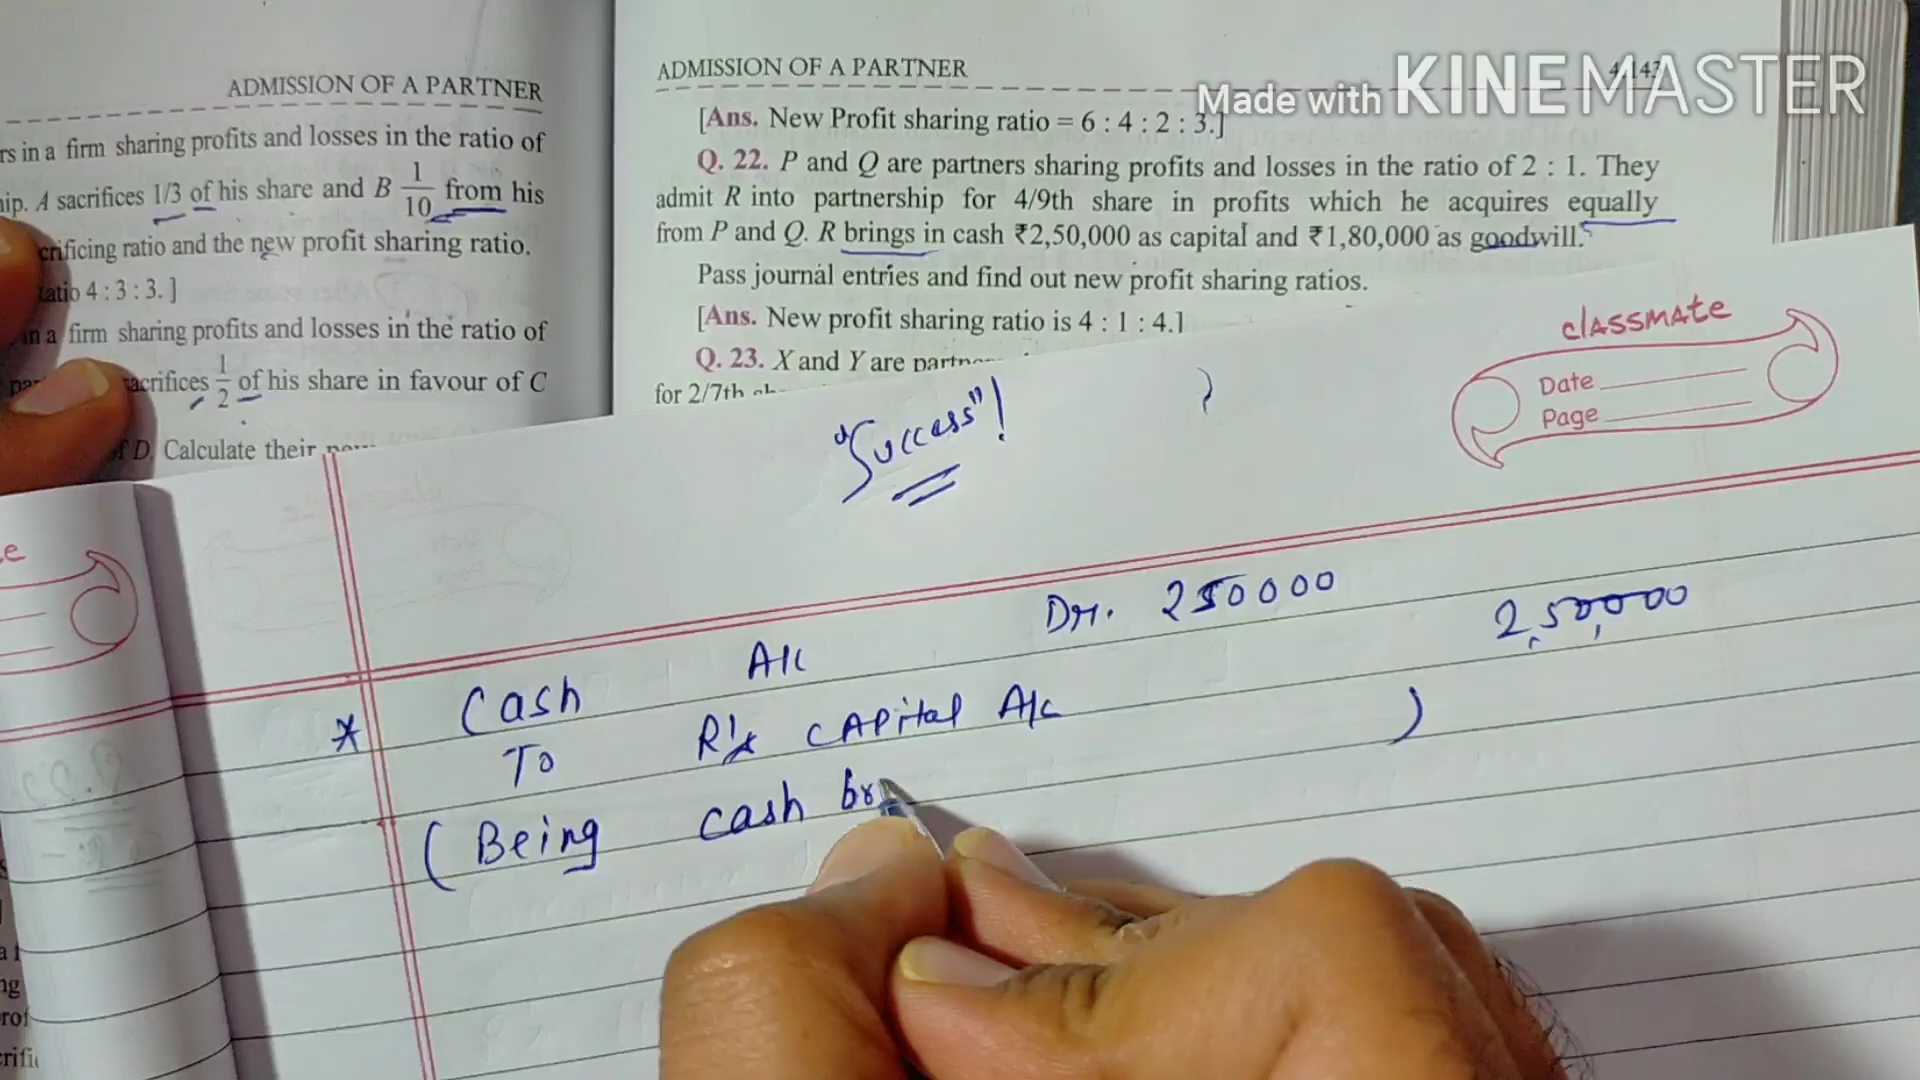 Made with KINEMASTER
ADMISSION OF A PARTNER
rs in a firm sharing profits and losses in the ratio of
ip. A sacrifices 1/3 of his share and B 1/10 from his
crificing ratio and the new profit sharing ratio.
ratio 4 : 3 : 3. ]
in a firm sharing profits and losses in the ratio of
sacrifices 1/2 of his share in favour of C
of D. Calculate their
ADMISSION OF A PARTNER
[Ans. New Profit sharing ratio = 6 : 4 : 2 : 3.]
Q. 22. P and Q are partners sharing profits and losses in the ratio of 2 : 1. They
admit R into partnership for 4/9th share in profits which he acquires equally
from P and Q. R brings in cash ₹2,50,000 as capital and ₹1,80,000 as goodwill.
Pass journal entries and find out new profit sharing ratios.
[Ans. New profit sharing ratio is 4 : 1 : 4.]
Q. 23. X and Y are
for 2/7th
"Success"!
classmate
Date
Page
* Cash A/c Dr. 250000
To R's CAPital A/c 2,50,000
(Being cash br )